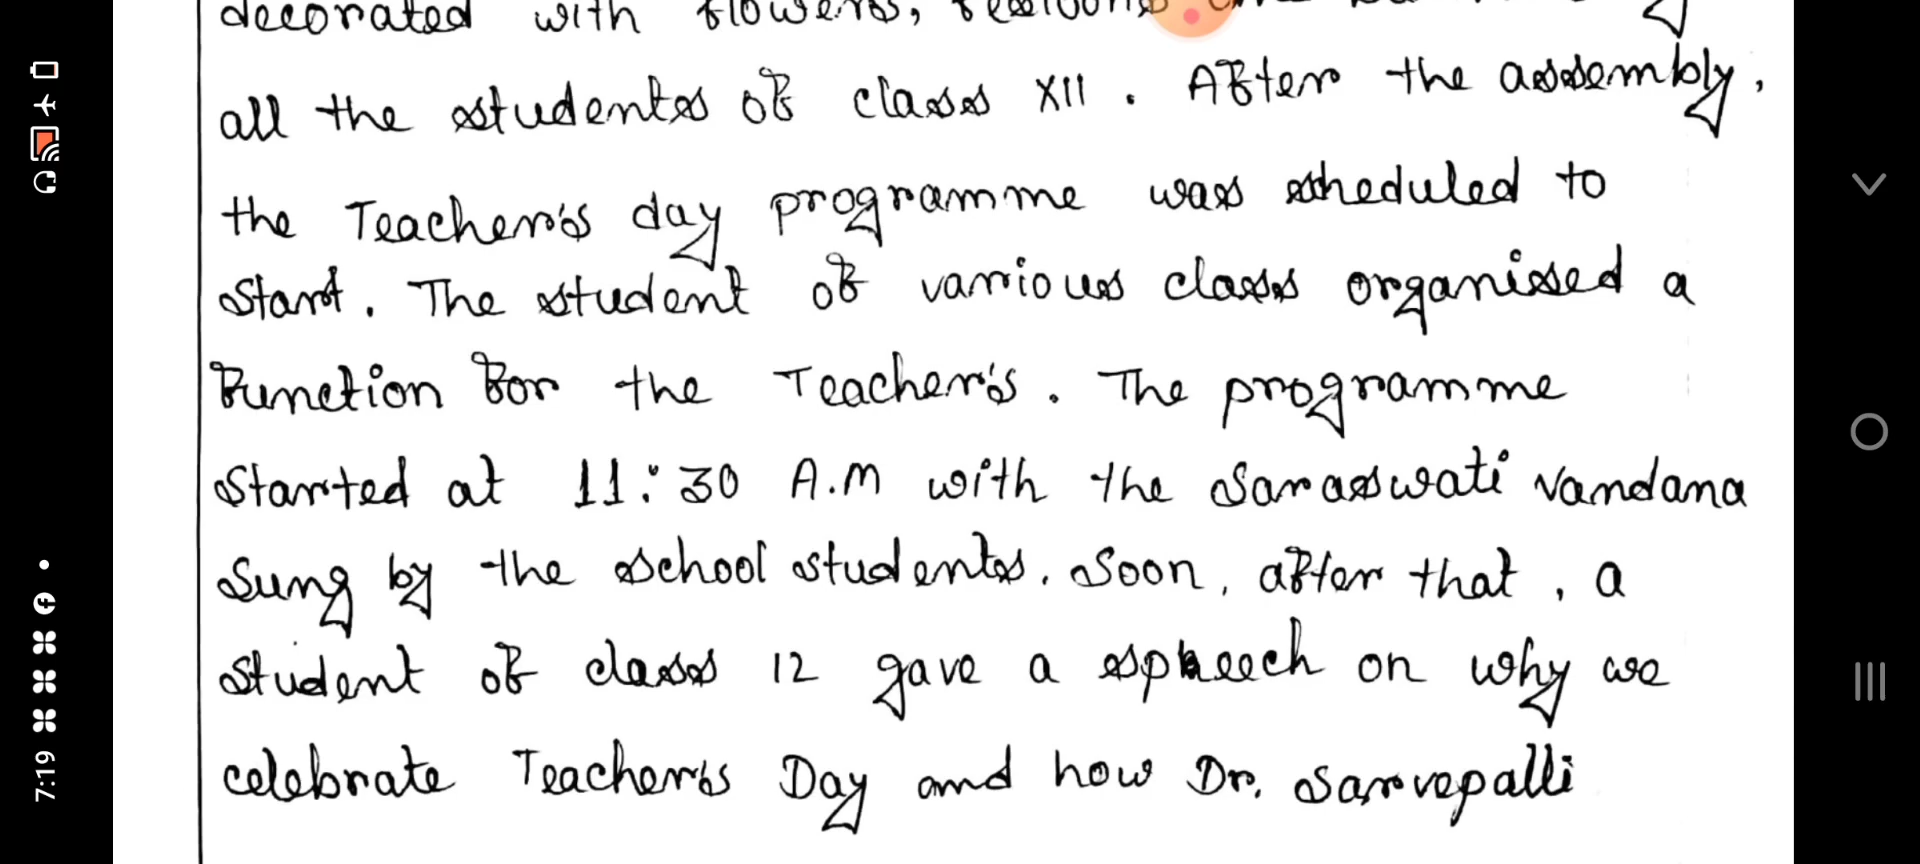 decorated with flowers,
all the students of class XII. After the assembly,
the Teacher's day programme was scheduled to
start. The student of various class organised a
Function for the Teacher's. The programme
started at 11:30 A.M with the saraswati vandana
Sung by the school students. Soon, after that, a
student of class 12 gave a speech on why we
celebrate Teacher's Day and how Dr. sarvepalli
7:19